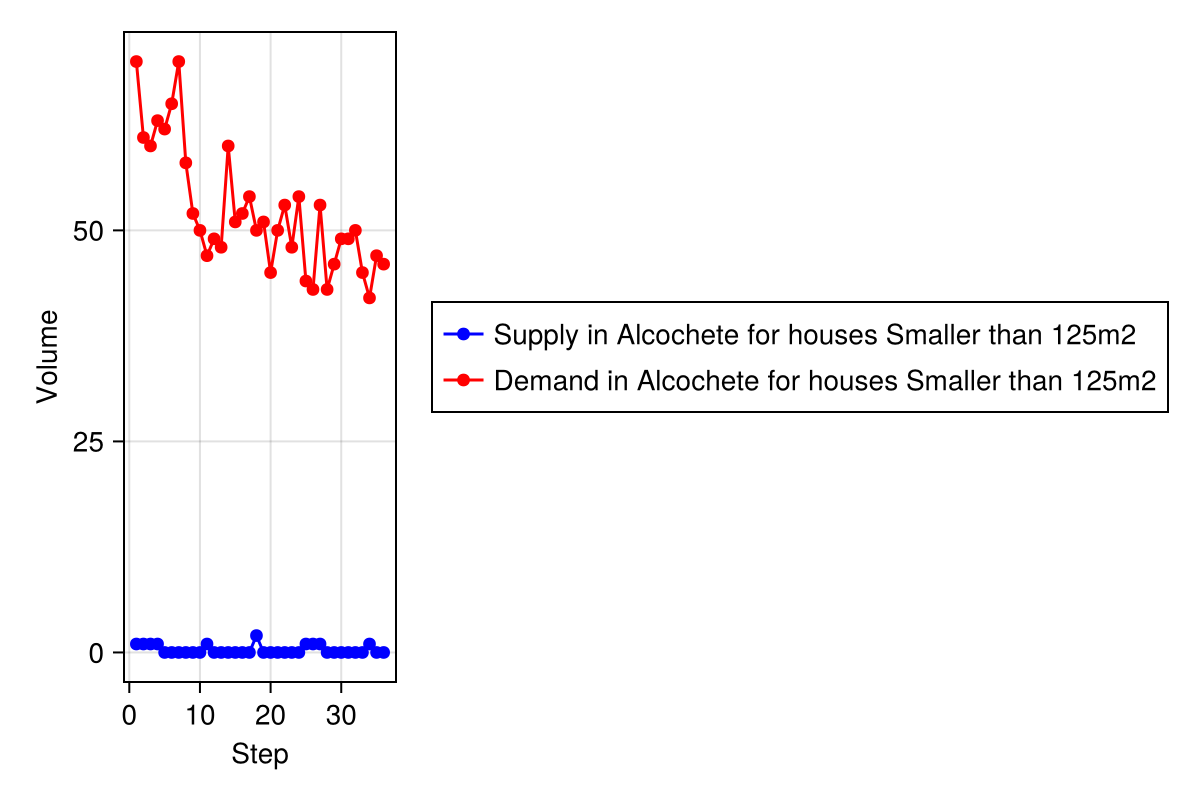 Volume
50
25
0
0 10 20 30
Step
Supply in Alcochete for houses Smaller than 125m2
Demand in Alcochete for houses Smaller than 125m2